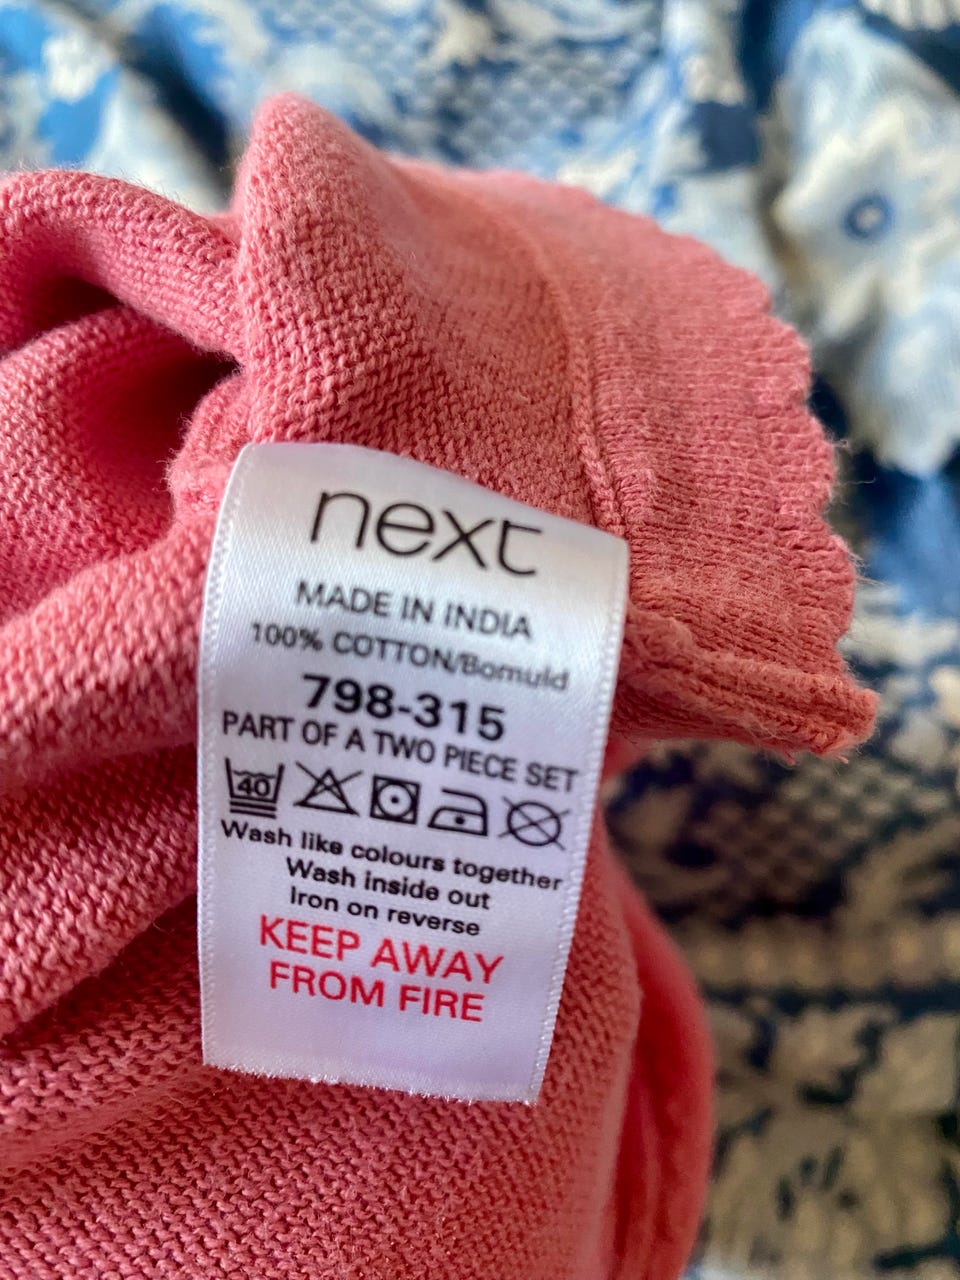 next
MADE IN INDIA
100% COTTON/Bomuld
798-315
PART OF A TWO PIECE SET
40
Wash like colours together
Wash inside out
Iron on reverse
KEEP AWAY
FROM FIRE